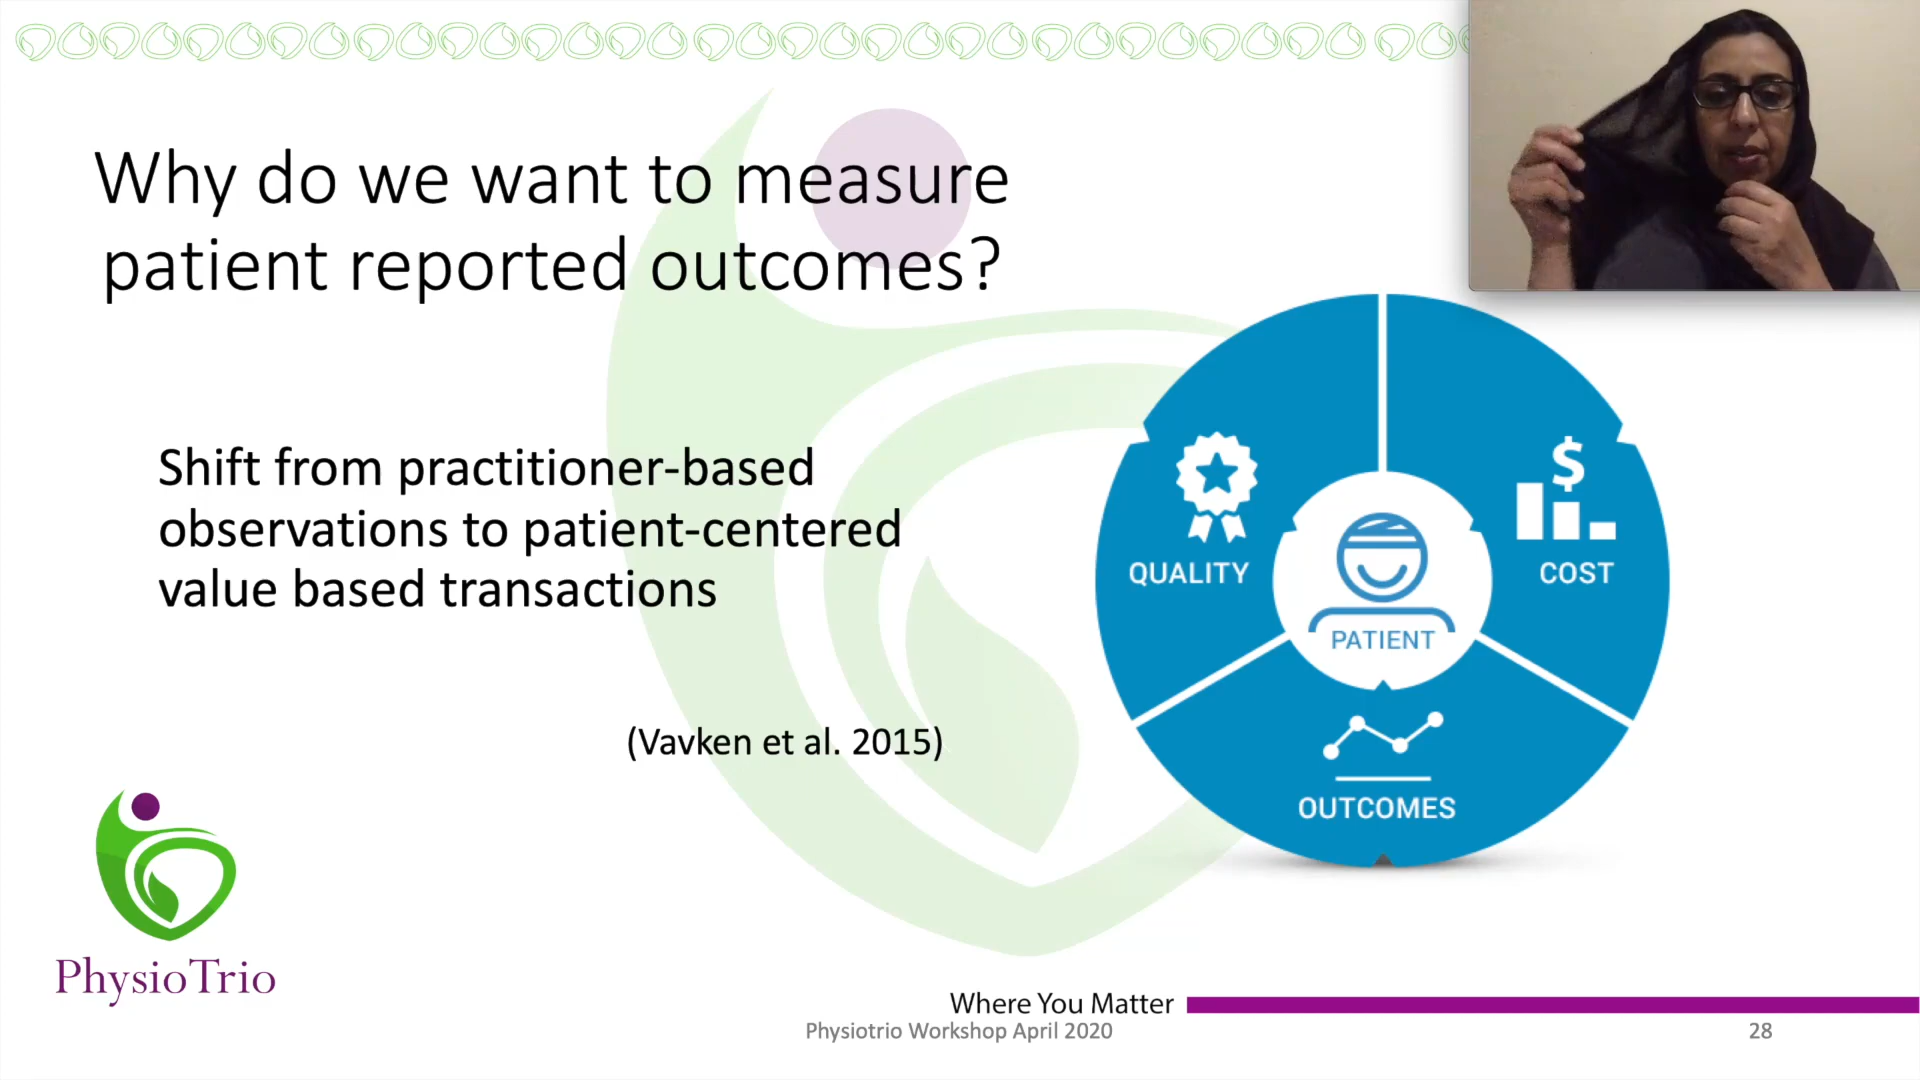 Why do we want to measure
patient reported outcomes?
Shift from practitioner-based
observations to patient-centered
value based transactions
(Vavken et al. 2015)
QUALITY
$
COST
PATIENT
OUTCOMES
PhysioTrio
Where You Matter
Physiotrio Workshop April 2020
28